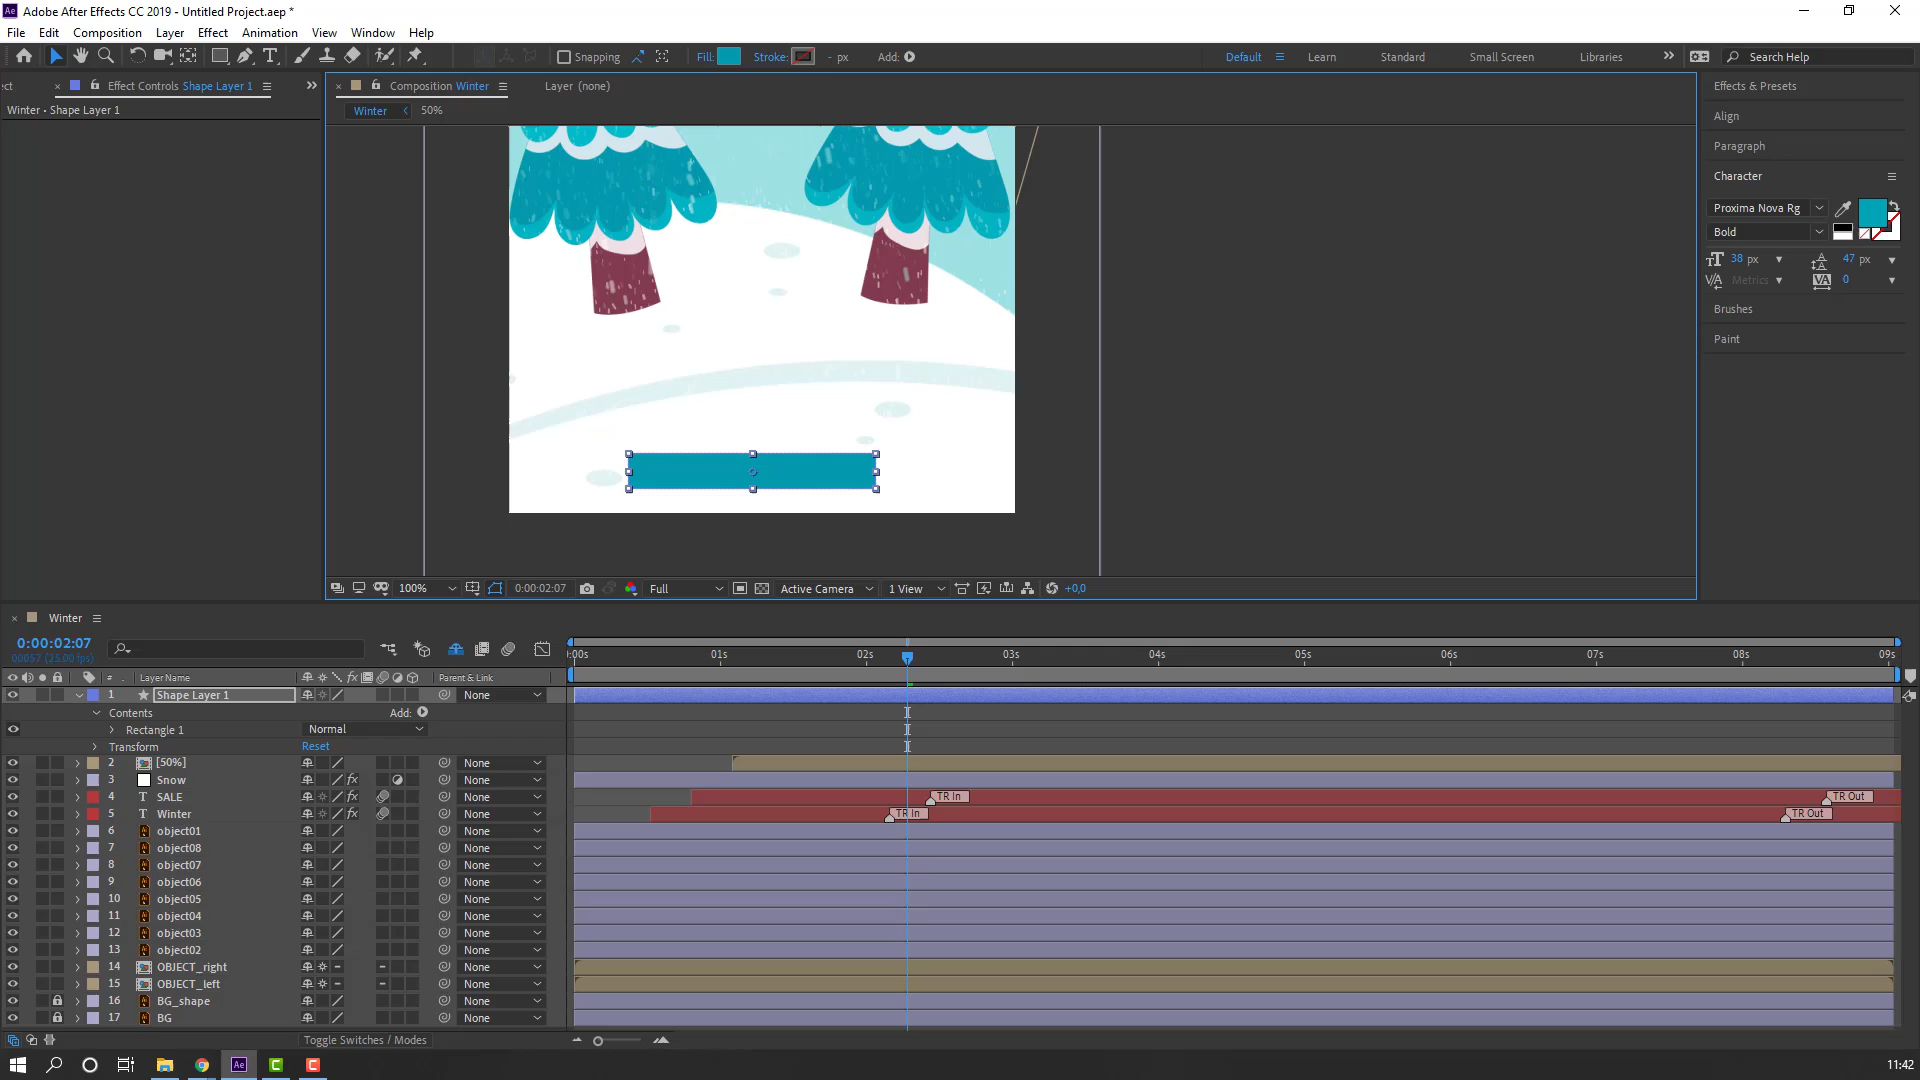 Adobe After Effects CC 2019 - Untitled Project.aep *
File Edit Composition Layer Effect Animation View Window Help
Snapping Fill: Stroke: - px Add: Default Learn Standard Small Screen Libraries Search Help
ect Effect Controls Shape Layer 1
Composition Winter Layer (none)
Winter • Shape Layer 1
Winter 50%
Effects & Presets
Align
Paragraph
Character
Proxima Nova Rg
Bold
38 px 47 px
Metrics 0
Brushes
Paint
100% 0:00:02:07 Full Active Camera 1 View +0,0
Winter
0:00:02:07
00057 (25.00 fps)
:00s 01s 02s 03s 04s 05s 06s 07s 08s 09s
# Layer Name Parent & Link
1 Shape Layer 1 None
Contents Add:
Rectangle 1 Normal
Transform Reset
2 [50%] None
3 Snow None
4 SALE None TR In TR Out
5 Winter None TR In TR Out
6 object01 None
7 object08 None
8 object07 None
9 object06 None
10 object05 None
11 object04 None
12 object03 None
13 object02 None
14 OBJECT_right None
15 OBJECT_left None
16 BG_shape None
17 BG None
Toggle Switches / Modes
11:42